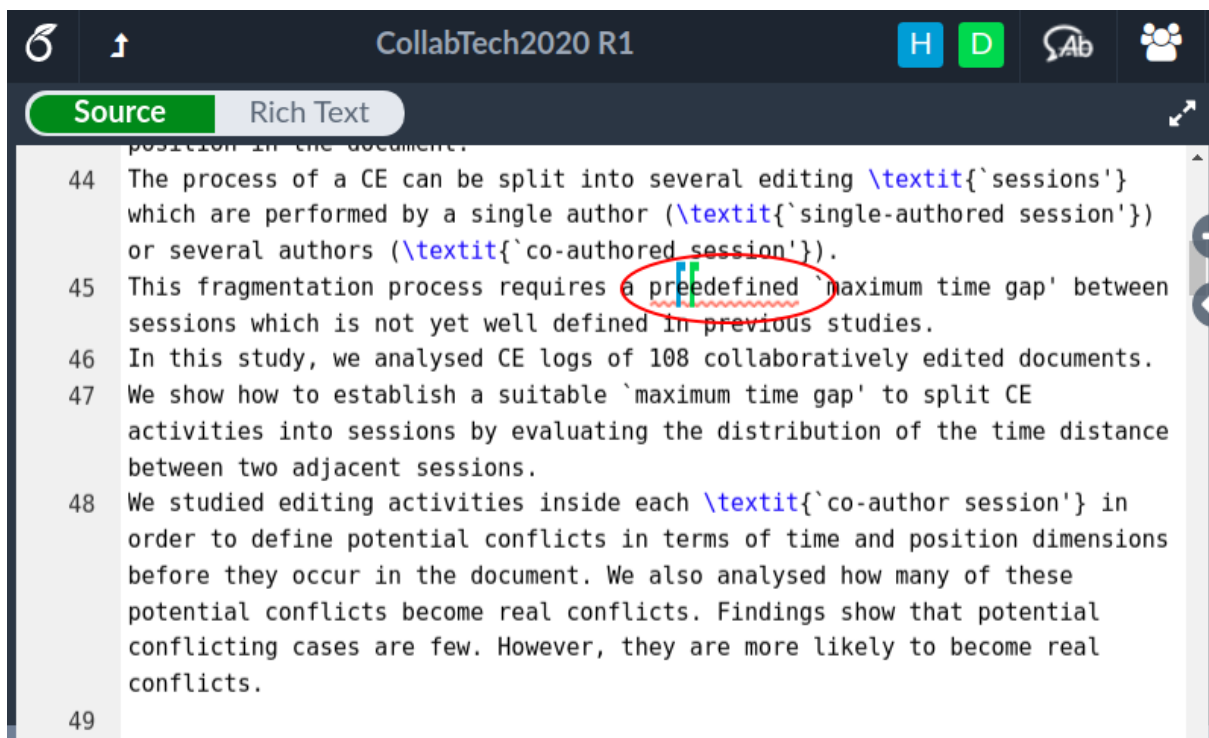 CollabTech2020 R1 H D Ab
Source Rich Text
position in the document.
44 The process of a CE can be split into several editing \textit{`sessions'}
which are performed by a single author (\textit{`single-authored session'})
or several authors (\textit{`co-authored session'}).
45 This fragmentation process requires a preedefined `maximum time gap' between
sessions which is not yet well defined in previous studies.
46 In this study, we analysed CE logs of 108 collaboratively edited documents.
47 We show how to establish a suitable `maximum time gap' to split CE
activities into sessions by evaluating the distribution of the time distance
between two adjacent sessions.
48 We studied editing activities inside each \textit{`co-author session'} in
order to define potential conflicts in terms of time and position dimensions
before they occur in the document. We also analysed how many of these
potential conflicts become real conflicts. Findings show that potential
conflicting cases are few. However, they are more likely to become real
conflicts.
49